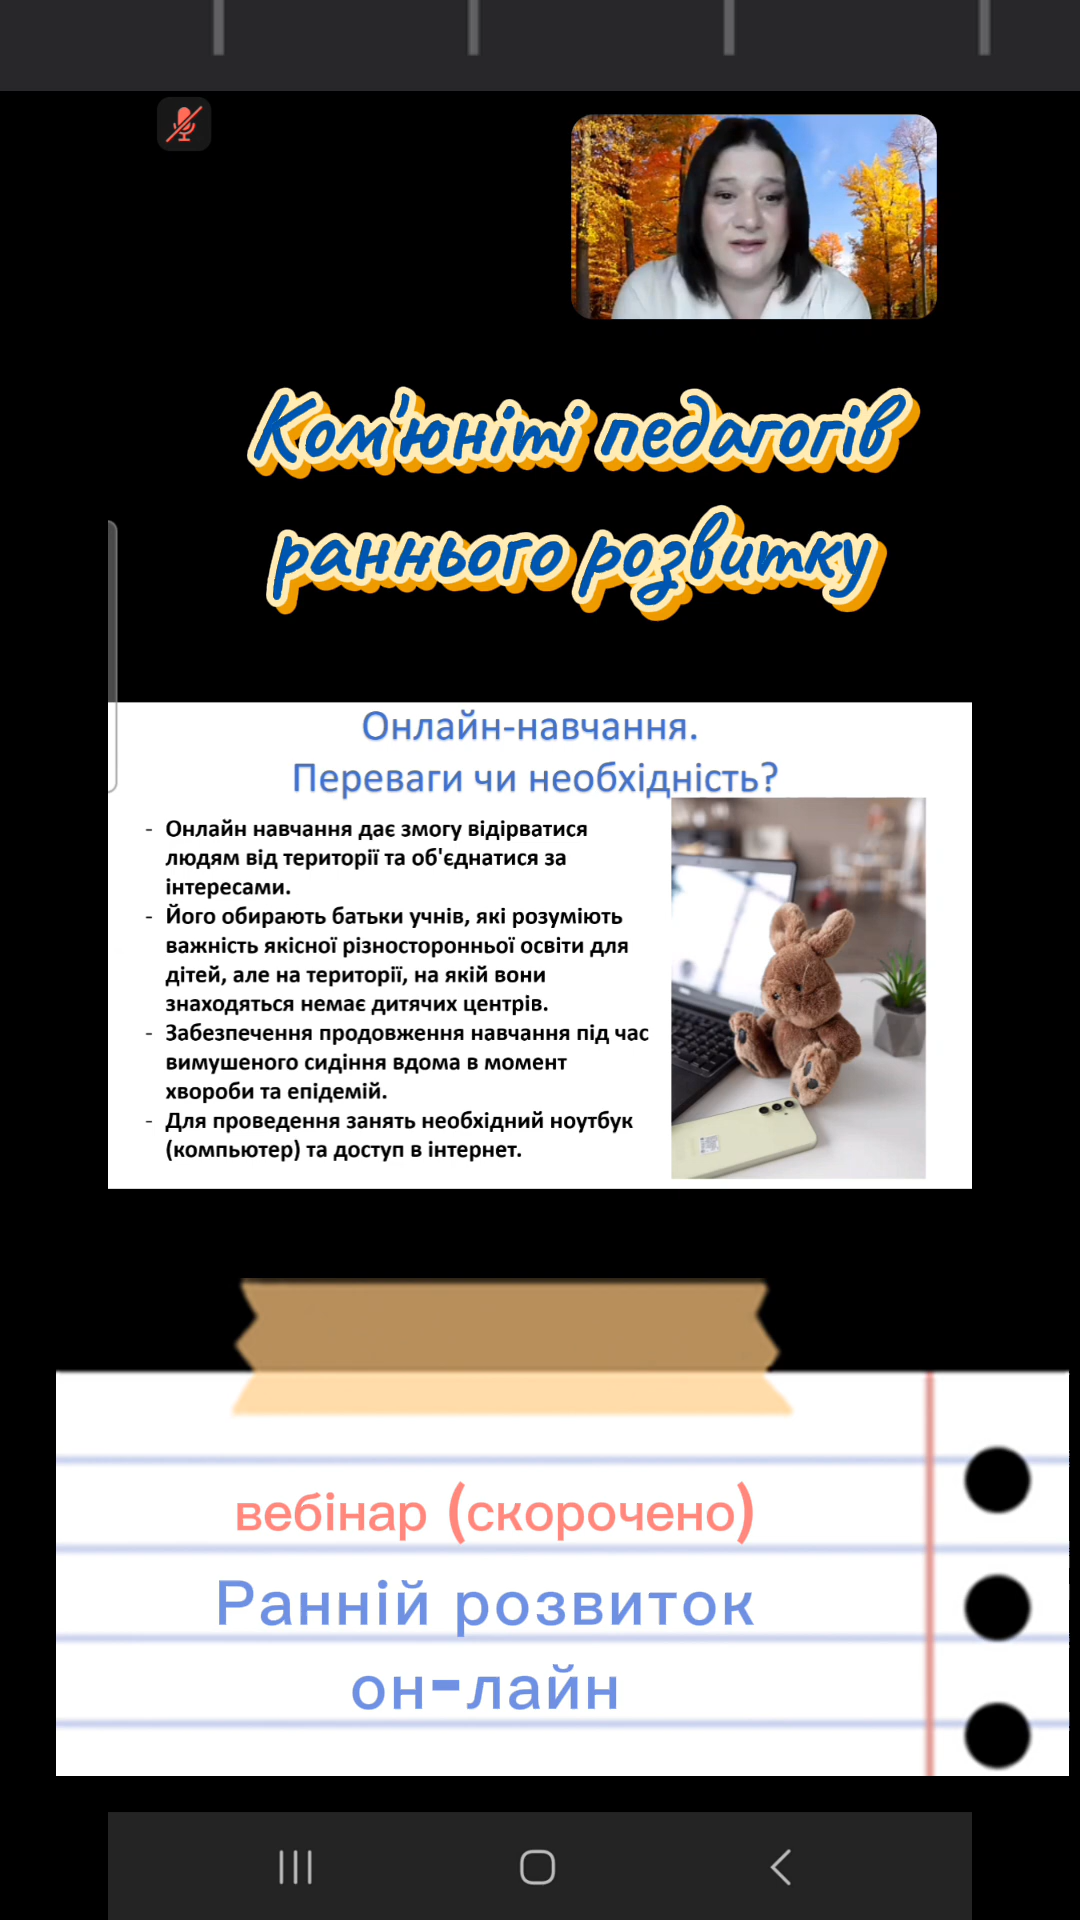 Ком'юніті педагогів
раннього розвитку
Онлайн-навчання.
Переваги чи необхідність?
- Онлайн навчання дає змогу відірватися
людям від території та об'єднатися за
інтересами.
- Його обирають батьки учнів, які розуміють
важність якісної різносторонньої освіти для
дітей, але на території, на якій вони
знаходяться немає дитячих центрів.
- Забезпечення продовження навчання під час
вимушеного сидіння вдома в момент
хвороби та епідемій.
- Для проведення занять необхідний ноутбук
(компьютер) та доступ в інтернет.
вебінар (скорочено)
Ранній розвиток
он-лайн